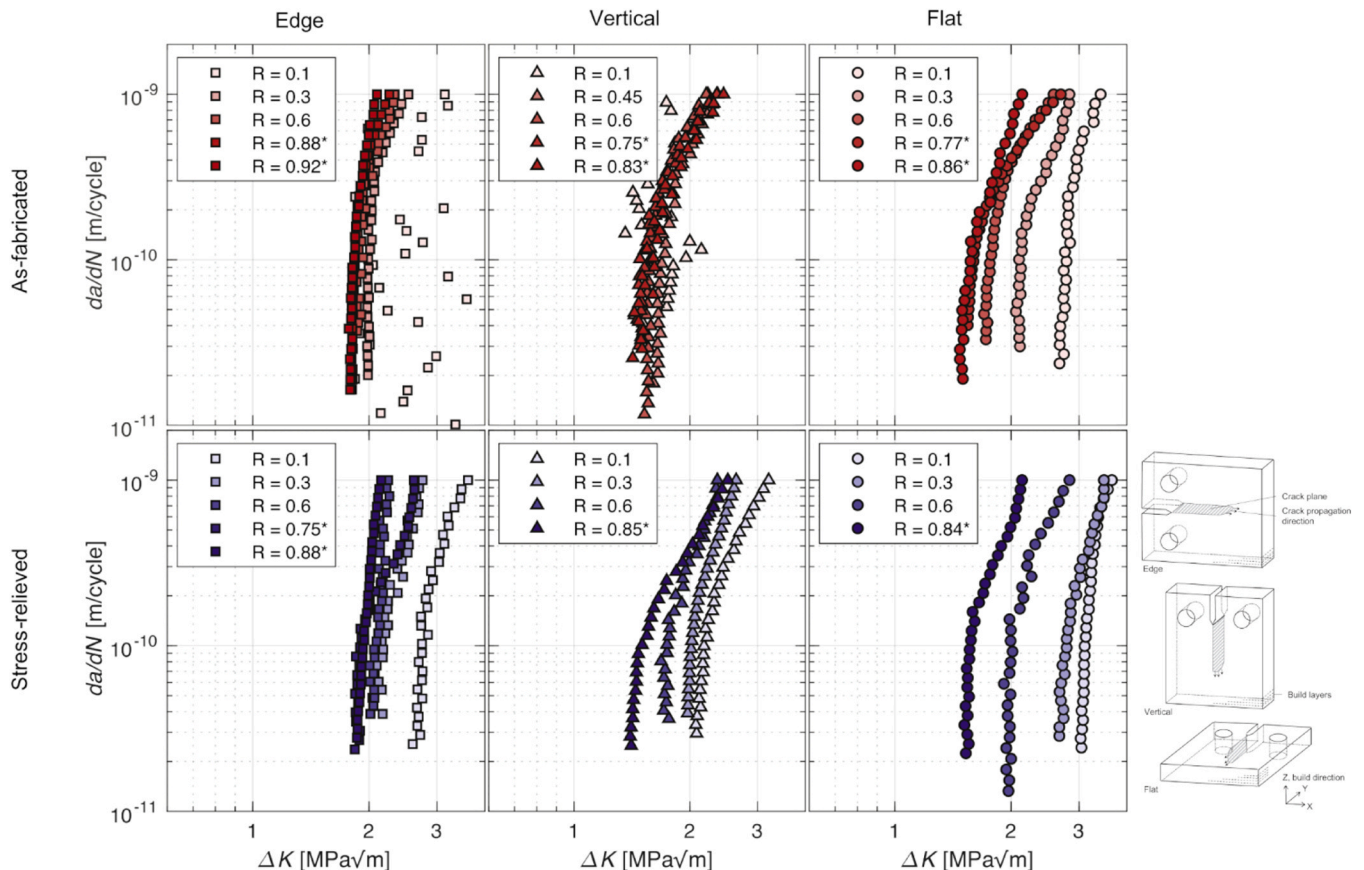 Edge
Vertical
Flat
As-fabricated
da/dN [m/cycle]
10⁻⁹
10⁻¹⁰
10⁻¹¹
R = 0.1
R = 0.3
R = 0.6
R = 0.88*
R = 0.92*
R = 0.1
R = 0.45
R = 0.6
R = 0.75*
R = 0.83*
R = 0.1
R = 0.3
R = 0.6
R = 0.77*
R = 0.86*
Stress-relieved
da/dN [m/cycle]
10⁻⁹
10⁻¹⁰
10⁻¹¹
R = 0.1
R = 0.3
R = 0.6
R = 0.75*
R = 0.88*
R = 0.1
R = 0.3
R = 0.6
R = 0.85*
R = 0.1
R = 0.3
R = 0.6
R = 0.84*
1 2 3
1 2 3
1 2 3
ΔK [MPa√m]
ΔK [MPa√m]
ΔK [MPa√m]
Crack plane
Crack propagation
direction
Edge
Build layers
Vertical
Flat
Z, build direction
Y
X